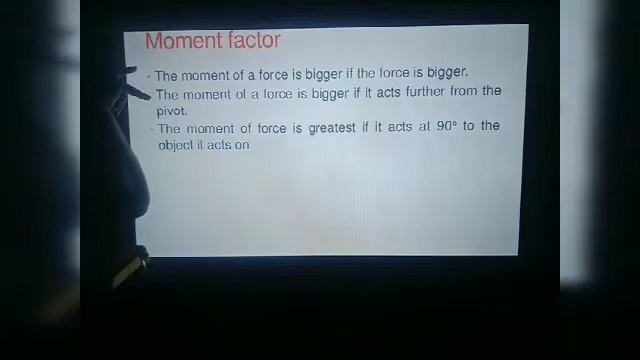 Moment factor
The moment of a force is bigger if the force is bigger.
The moment of a force is bigger if it acts further from the
pivot.
The moment of force is greatest if it acts at 90° to the
object it acts on